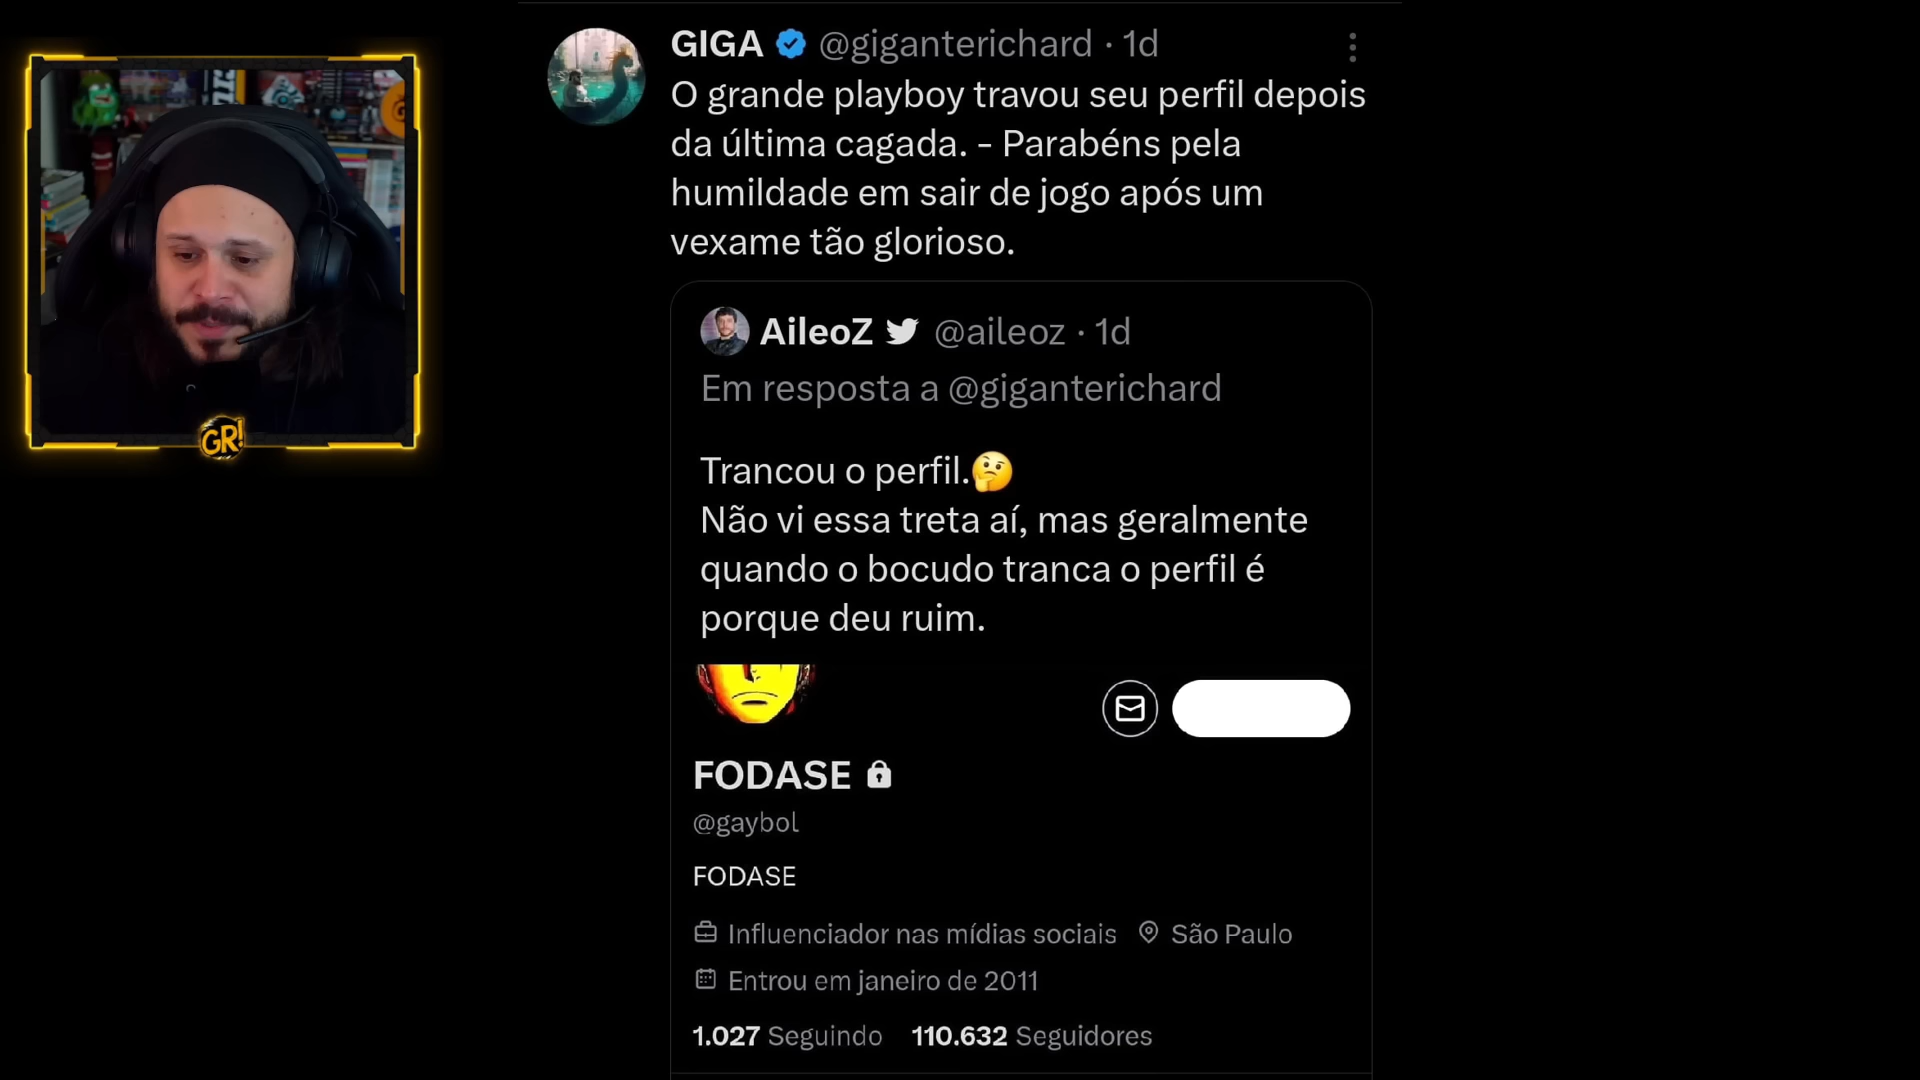 GIGA @giganterichard · 1d
O grande playboy travou seu perfil depois
da última cagada. - Parabéns pela
humildade em sair de jogo após um
vexame tão glorioso.
AileoZ @aileoz · 1d
Em resposta a @giganterichard
Trancou o perfil.🤔
Não vi essa treta aí, mas geralmente
quando o bocudo tranca o perfil é
porque deu ruim.
FODASE
@gaybol
FODASE
Influenciador nas mídias sociais São Paulo
Entrou em janeiro de 2011
1.027 Seguindo 110.632 Seguidores
GR!